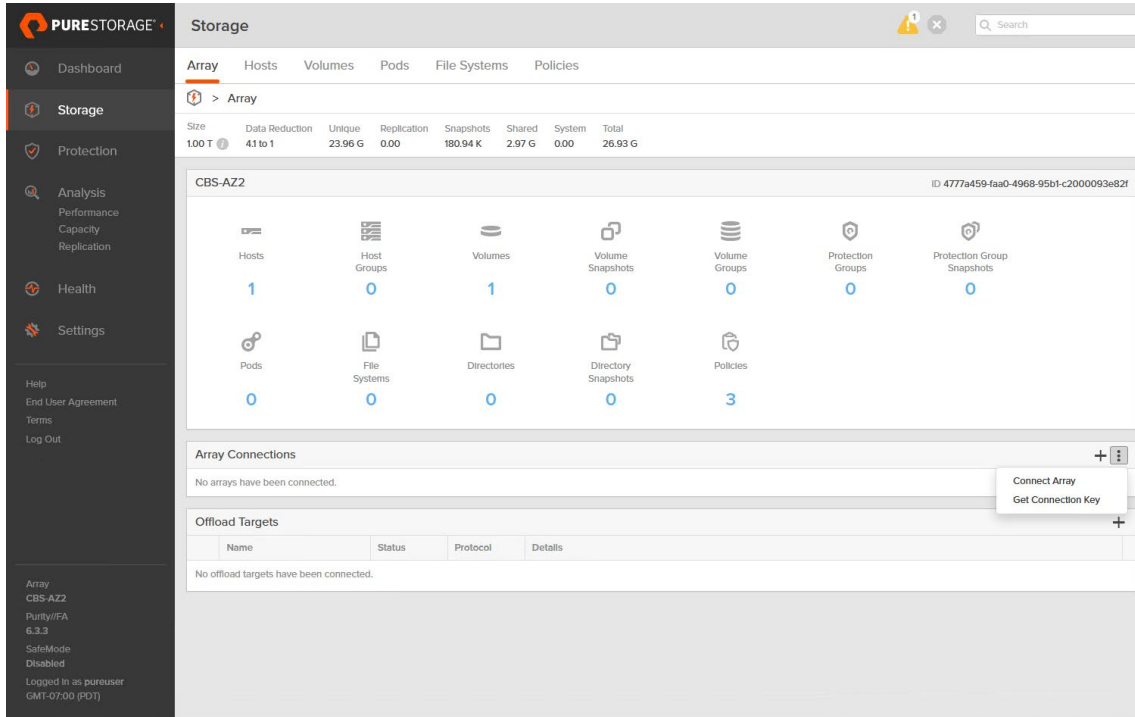 PURESTORAGE®
Storage
1
Search
Dashboard
Storage
Protection
Analysis
Performance
Capacity
Replication
Health
Settings
Help
End User Agreement
Terms
Log Out
Array
CBS-AZ2
Purity//FA
6.3.3
SafeMode
Disabled
Logged in as pureuser
GMT-07:00 (PDT)
Array Hosts Volumes Pods File Systems Policies
> Array
Size Data Reduction Unique Replication Snapshots Shared System Total
1.00 T 4.1 to 1 23.96 G 0.00 180.94 K 2.97 G 0.00 26.93 G
CBS-AZ2 ID 4777a459-faa0-4968-95b1-c2000093e82f
Hosts Host Groups Volumes Volume Snapshots Volume Groups Protection Groups Protection Group Snapshots
1 0 1 0 0 0 0
Pods File Systems Directories Directory Snapshots Policies
0 0 0 0 3
Array Connections
No arrays have been connected.
Connect Array
Get Connection Key
Offload Targets
Name Status Protocol Details
No offload targets have been connected.